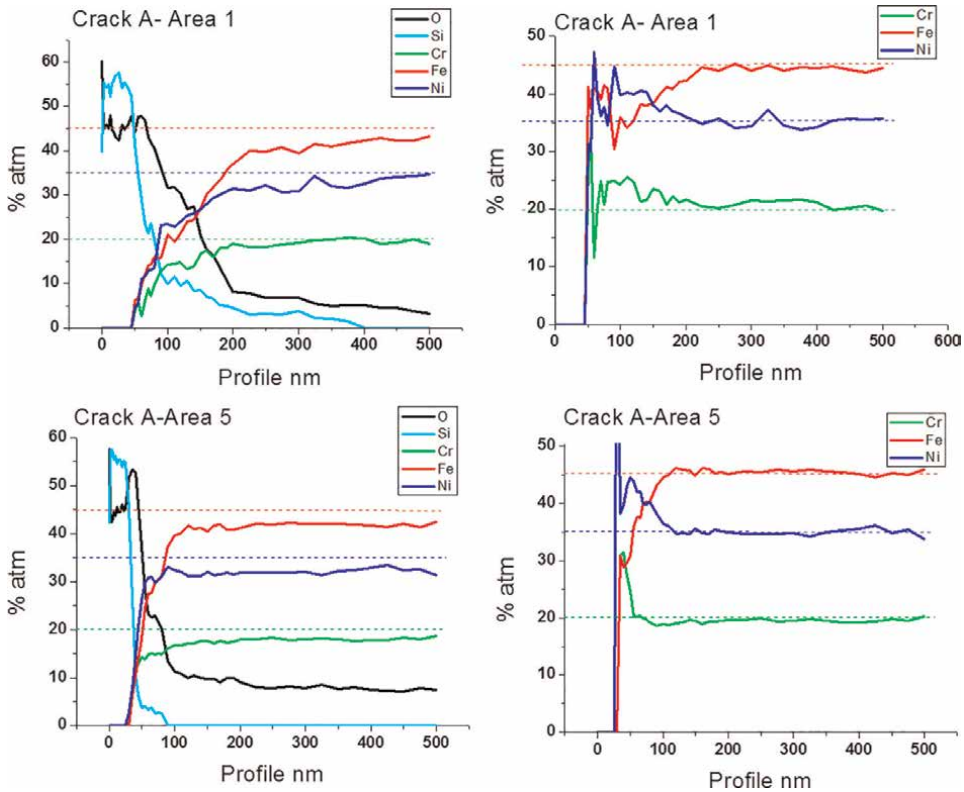 Crack A- Area 1
O
Si
Cr
Fe
Ni
60
50
40
30
20
10
0
% atm
0 100 200 300 400 500
Profile nm
Crack A- Area 1
Cr
Fe
Ni
50
40
30
20
10
0
% atm
0 100 200 300 400 500 600
Profile nm
Crack A-Area 5
O
Si
Cr
Fe
Ni
60
50
40
30
20
10
0
% atm
0 100 200 300 400 500
Profile nm
Crack A-Area 5
Cr
Fe
Ni
50
40
30
20
10
0
% atm
0 100 200 300 400 500
Profile nm